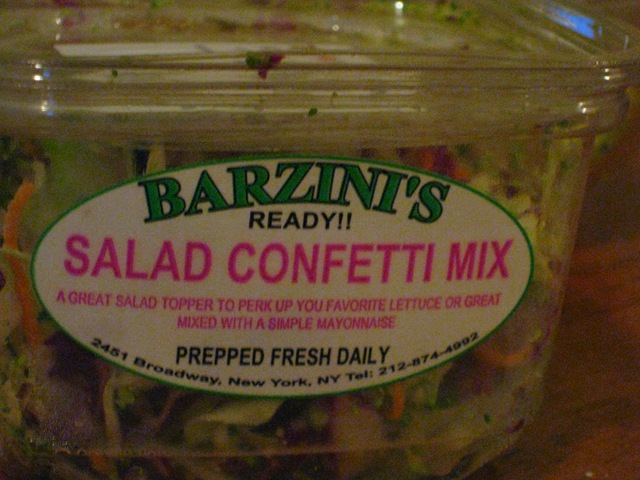 BARZINI'S
READY!!
SALAD CONFETTI MIX
A GREAT SALAD TOPPER TO PERK UP YOU FAVORITE LETTUCE OR GREAT
MIXED WITH A SIMPLE MAYONNAISE
PREPPED FRESH DAILY
2451 Broadway, New York, NY Tel: 212-874-4992